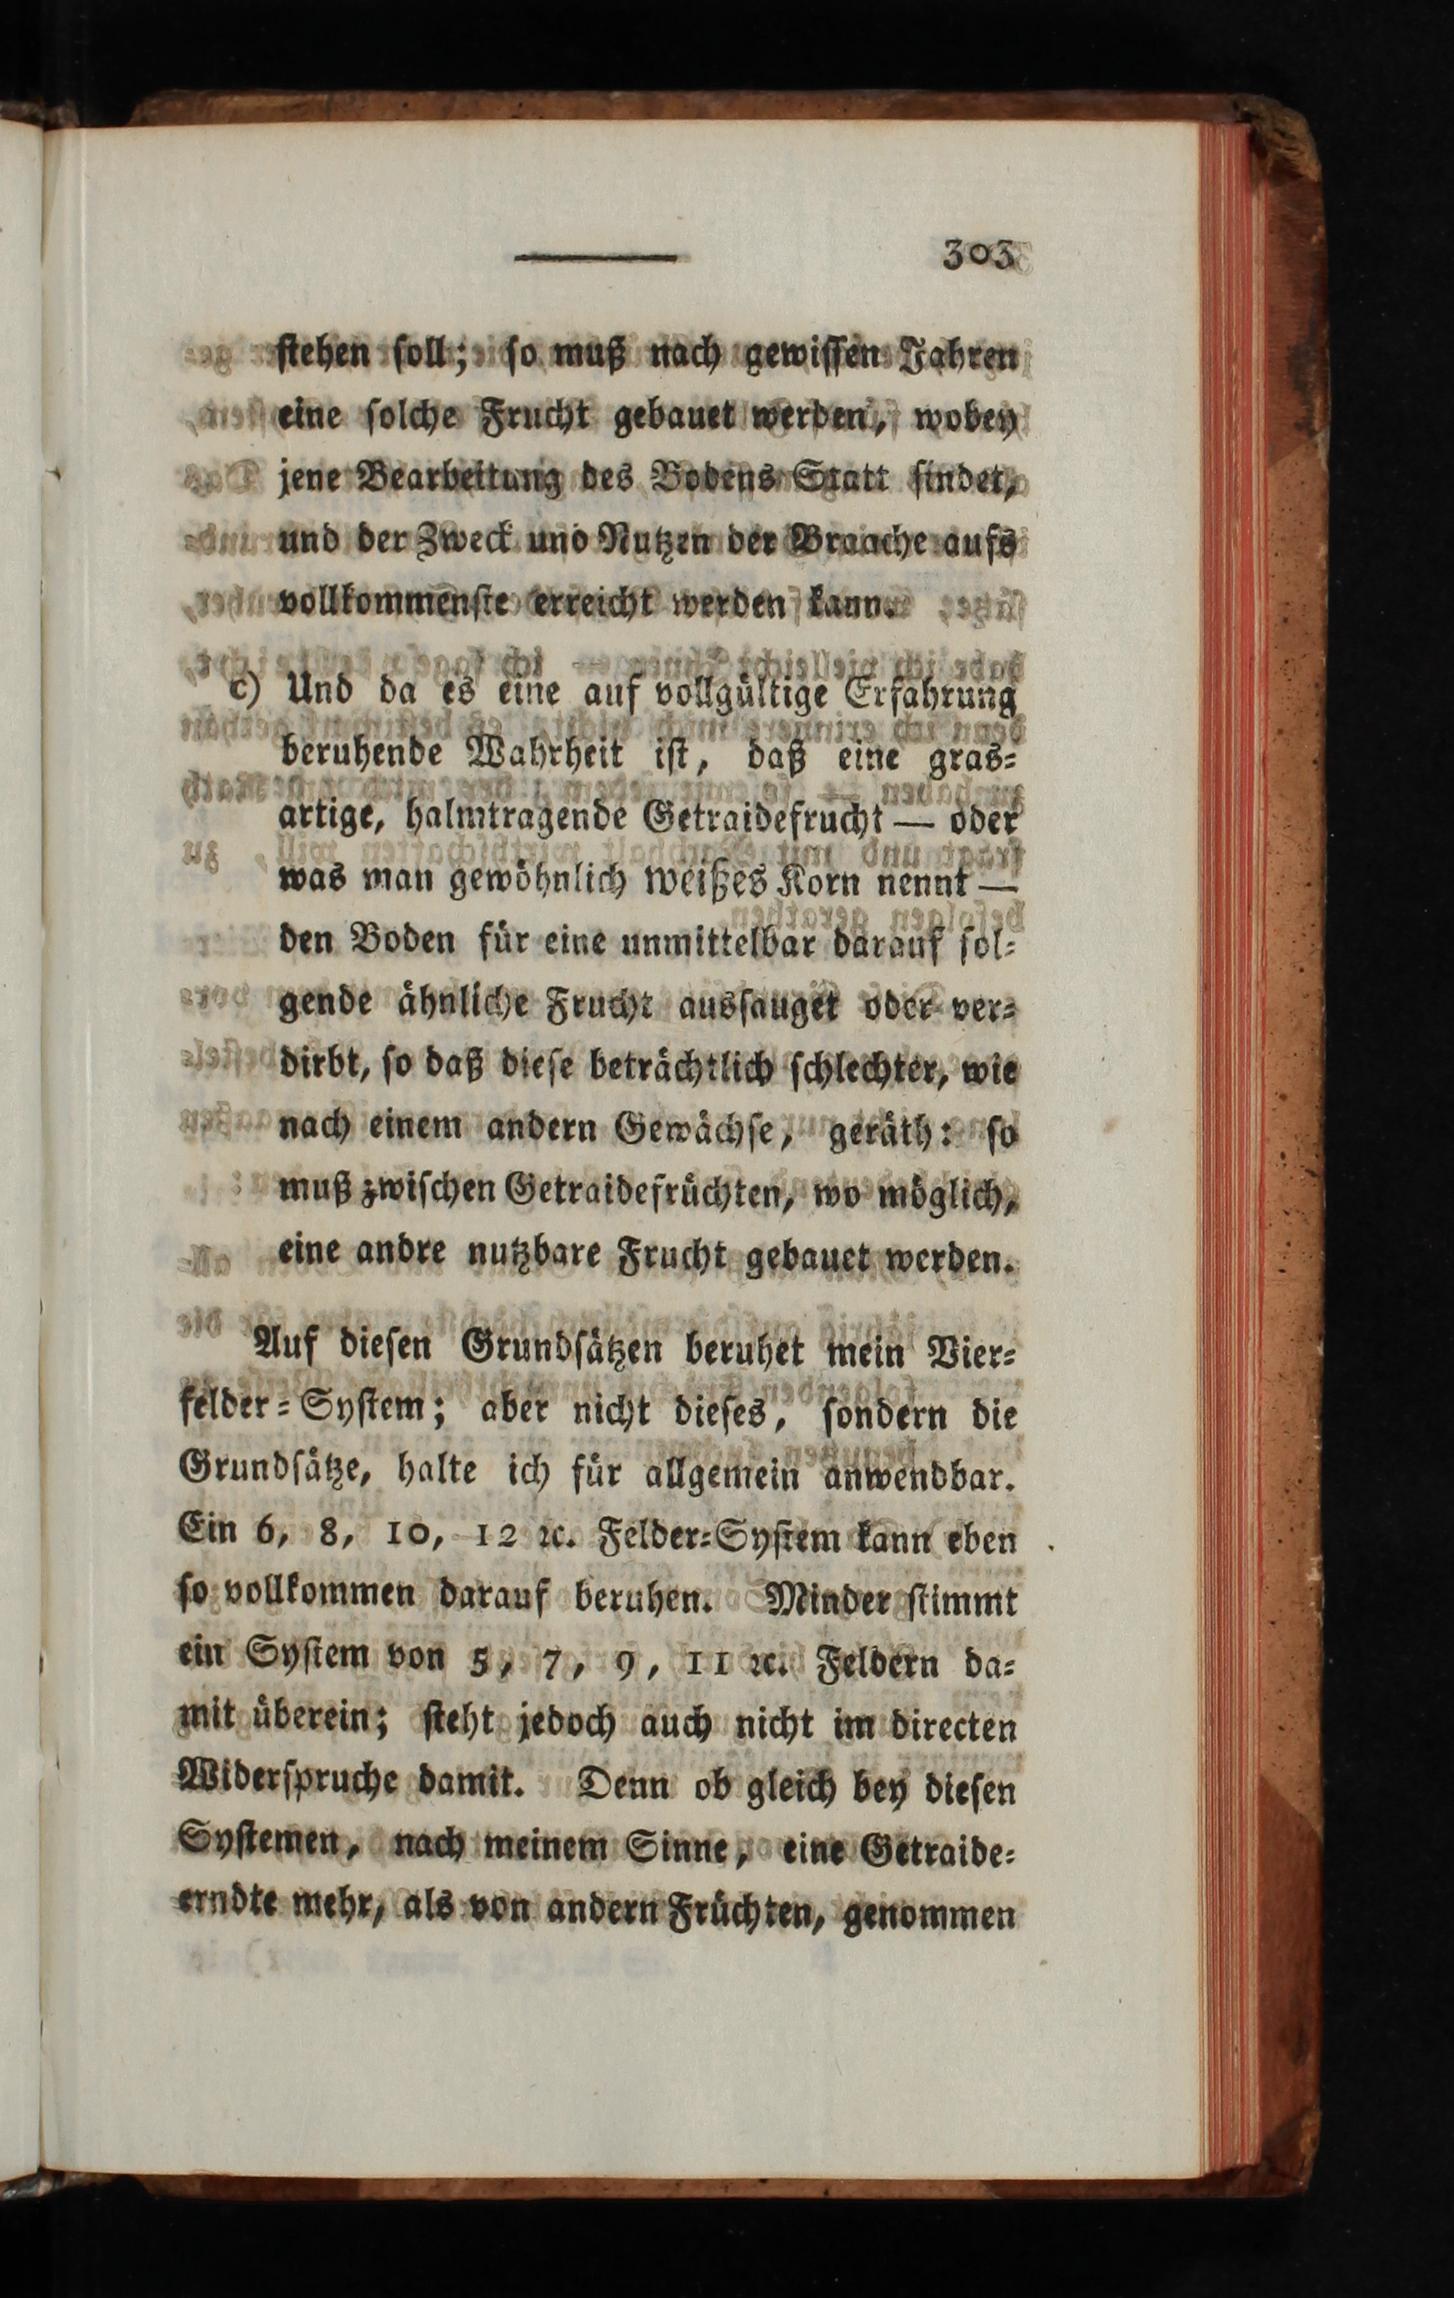 303
stehen soll; so muß nach gewissen Jahren
eine solche Frucht gebauet werden, wobey
jene Bearbeitung des Bodens Statt findet,
und der Zweck und Nutzen der Braache aufs
vollkommenste erreicht werden kann.
c) Und da es eine auf vollgültige Erfahrung
beruhende Wahrheit ist, daß eine gras-
artige, halmtragende Getraidefrucht — oder
was man gewöhnlich weißes Korn nennt —
den Boden für eine unmittelbar darauf fol-
gende ähnliche Frucht aussauget oder ver-
dirbt, so daß diese beträchtlich schlechter, wie
nach einem andern Gewächse, geräth: so
muß zwischen Getraidefrüchten, wo möglich,
eine andre nutzbare Frucht gebauet werden.
Auf diesen Grundsätzen beruhet mein Vier-
felder-System; aber nicht dieses, sondern die
Grundsätze, halte ich für allgemein anwendbar.
Ein 6, 8, 10, 12 ꝛc. Felder-System kann eben
so vollkommen darauf beruhen. Minder stimmt
ein System von 5, 7, 9, 11 ꝛc. Feldern da-
mit überein; steht jedoch auch nicht im directen
Widerspruche damit. Denn ob gleich bey diesen
Systemen, nach meinem Sinne, eine Getraide-
erndte mehr, als von andern Früchten, genommen